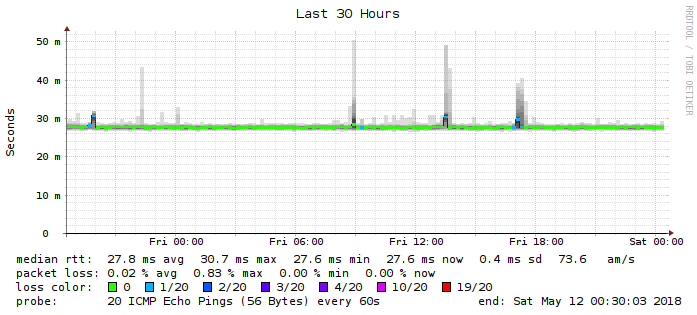 Last 30 Hours
RRDTOOL / TOBI OETIKER
Seconds
50 m
40 m
30 m
20 m
10 m
0
Fri 00:00 Fri 06:00 Fri 12:00 Fri 18:00 Sat 00:00
median rtt: 27.8 ms avg 30.7 ms max 27.6 ms min 27.6 ms now 0.4 ms sd 73.6 am/s
packet loss: 0.02 % avg 0.83 % max 0.00 % min 0.00 % now
loss color: 0 1/20 2/20 3/20 4/20 10/20 19/20
probe: 20 ICMP Echo Pings (56 Bytes) every 60s end: Sat May 12 00:30:03 2018